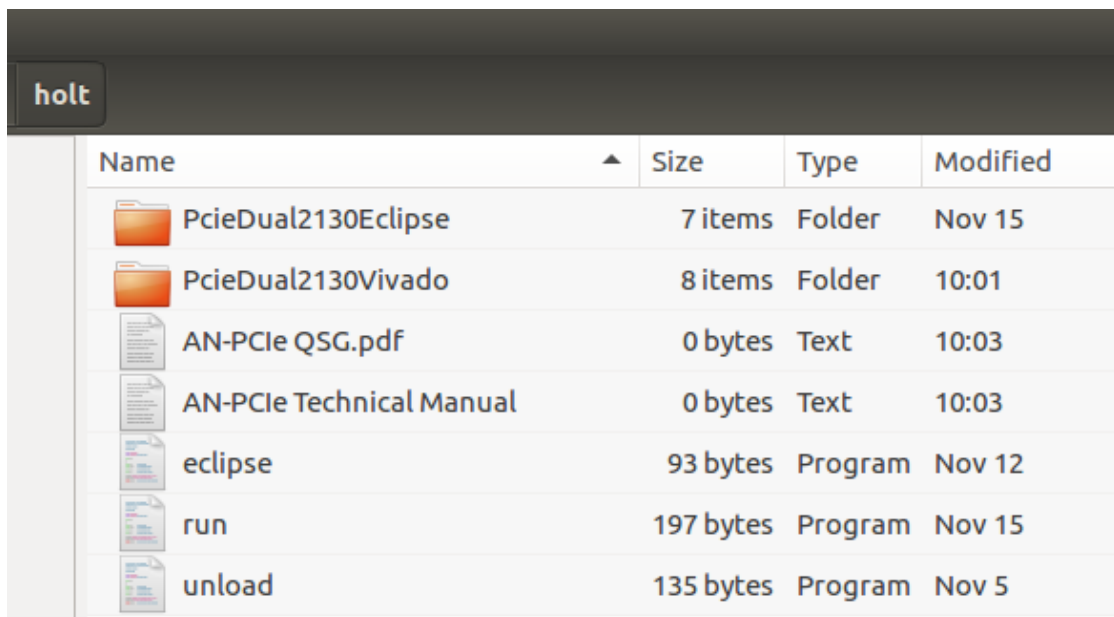 holt
Name Size Type Modified
PcieDual2130Eclipse 7 items Folder Nov 15
PcieDual2130Vivado 8 items Folder 10:01
AN-PCIe QSG.pdf 0 bytes Text 10:03
AN-PCIe Technical Manual 0 bytes Text 10:03
eclipse 93 bytes Program Nov 12
run 197 bytes Program Nov 15
unload 135 bytes Program Nov 5